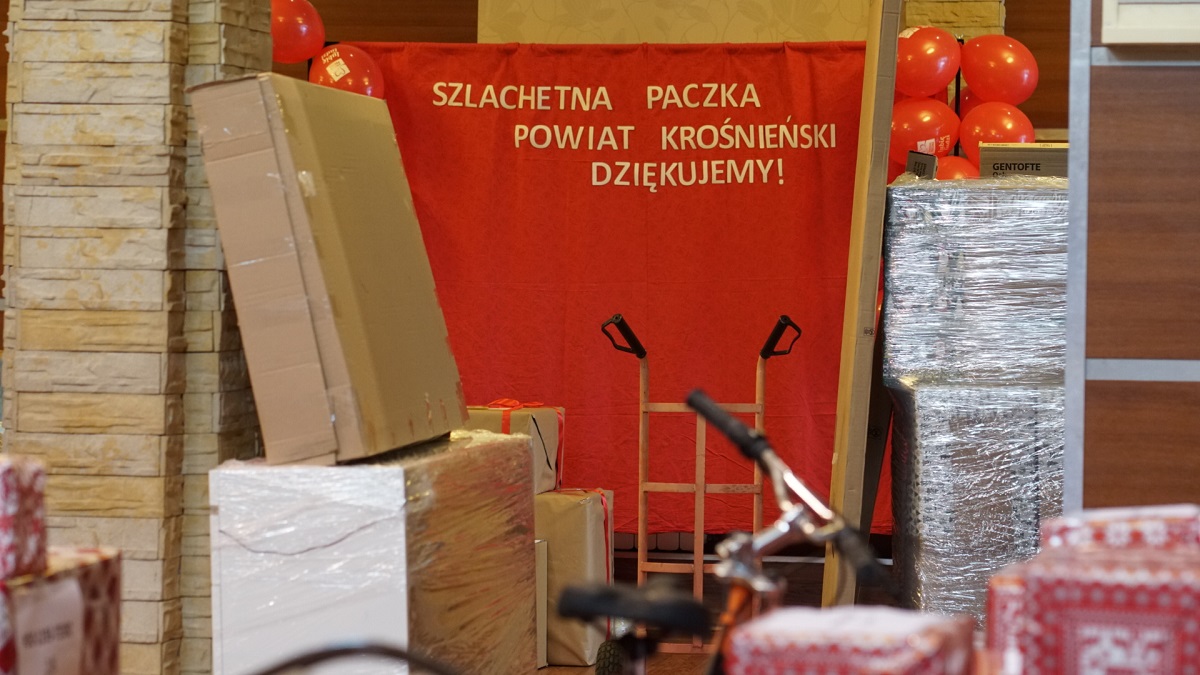 SZLACHETNA PACZKA
POWIAT KROŚNIEŃSKI
DZIĘKUJEMY!
GENTOFTE